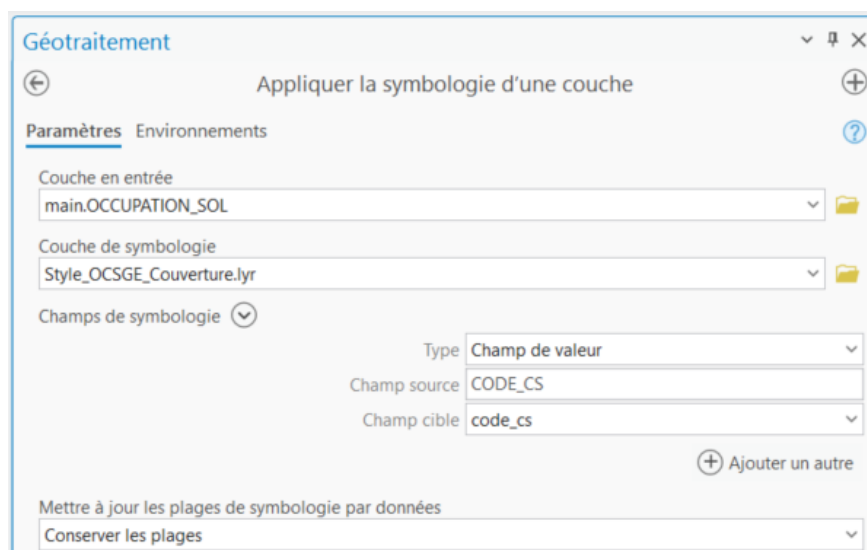 Géotraitement
Appliquer la symbologie d'une couche
Paramètres Environnements
Couche en entrée
main.OCCUPATION_SOL
Couche de symbologie
Style_OCSGE_Couverture.lyr
Champs de symbologie
Type Champ de valeur
Champ source CODE_CS
Champ cible code_cs
Ajouter un autre
Mettre à jour les plages de symbologie par données
Conserver les plages